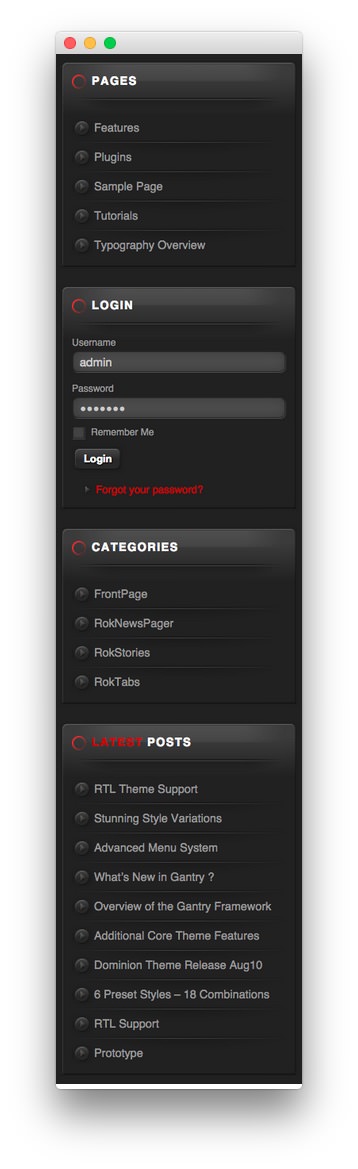 PAGES
Features
Plugins
Sample Page
Tutorials
Typography Overview
LOGIN
Username
admin
Password
•••••••
Remember Me
Login
Forgot your password?
CATEGORIES
FrontPage
RokNewsPager
RokStories
RokTabs
LATEST POSTS
RTL Theme Support
Stunning Style Variations
Advanced Menu System
What's New in Gantry ?
Overview of the Gantry Framework
Additional Core Theme Features
Dominion Theme Release Aug10
6 Preset Styles – 18 Combinations
RTL Support
Prototype